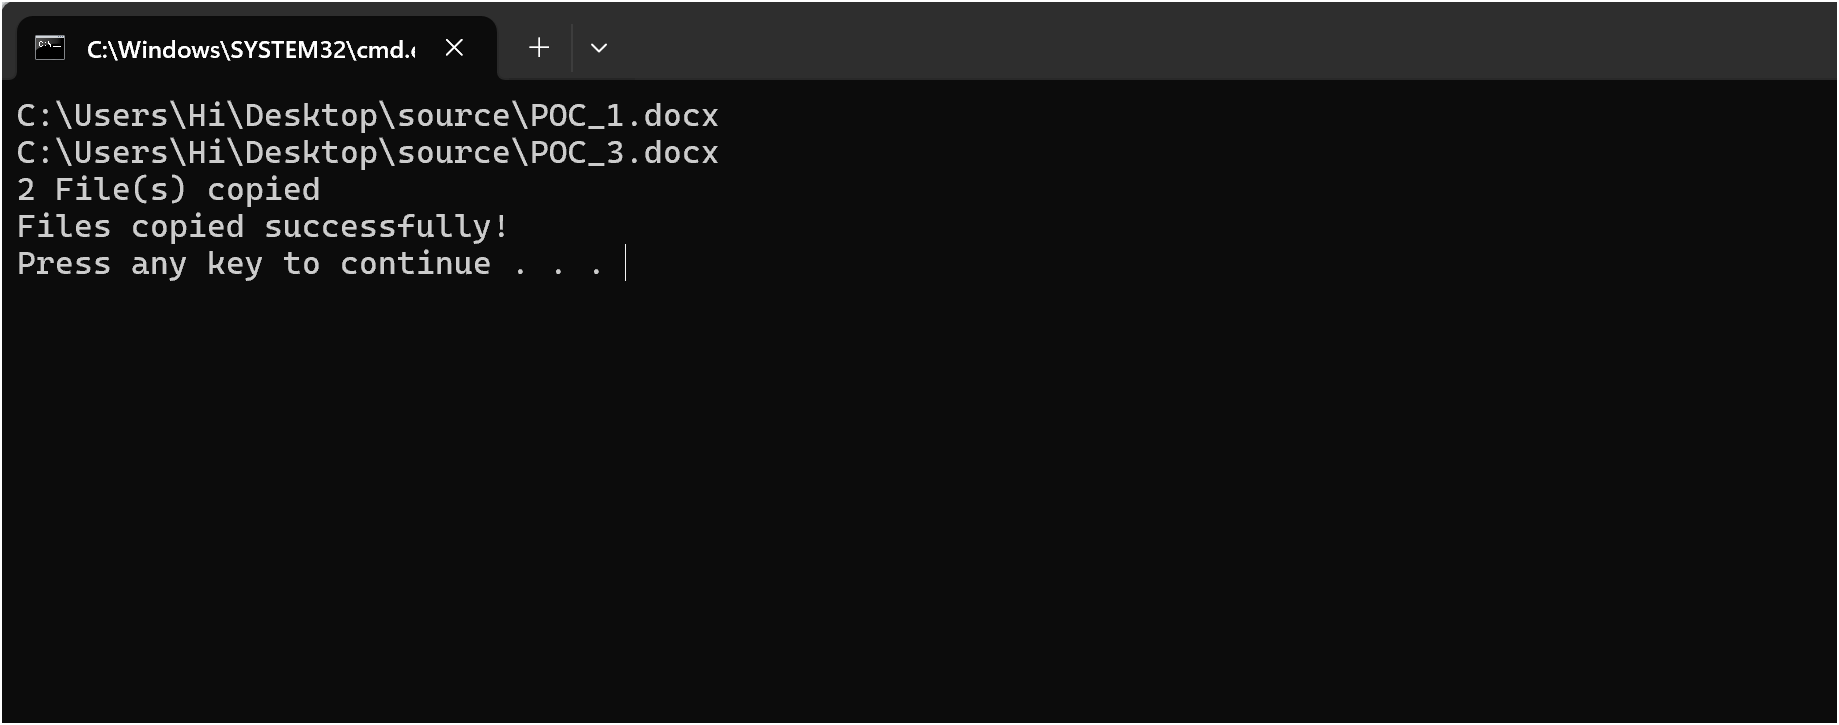 C:\Windows\SYSTEM32\cmd.e
C:\Users\Hi\Desktop\source\POC_1.docx
C:\Users\Hi\Desktop\source\POC_3.docx
2 File(s) copied
Files copied successfully!
Press any key to continue . . .